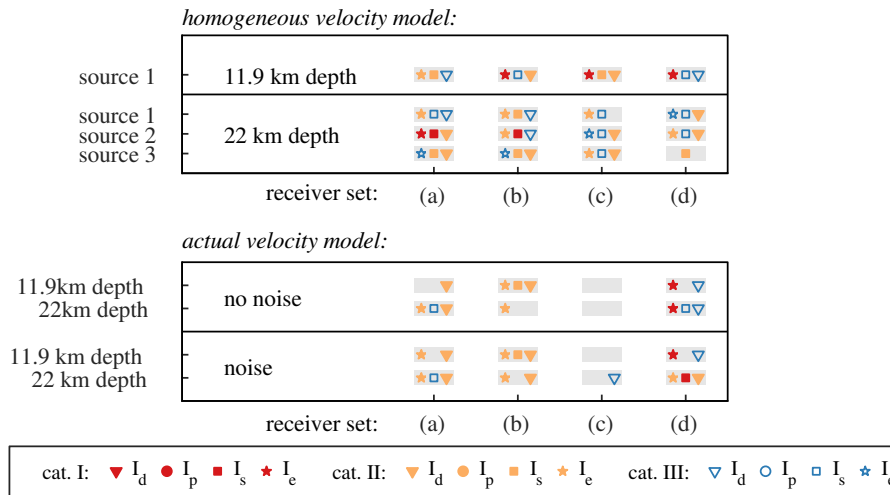 homogeneous velocity model:
source 1 11.9 km depth
source 1
source 2 22 km depth
source 3
receiver set: (a) (b) (c) (d)
actual velocity model:
11.9km depth
no noise
22km depth
11.9 km depth
noise
22 km depth
receiver set: (a) (b) (c) (d)
cat. I: I_d I_p I_s I_e cat. II: I_d I_p I_s I_e cat. III: I_d I_p I_s I_e